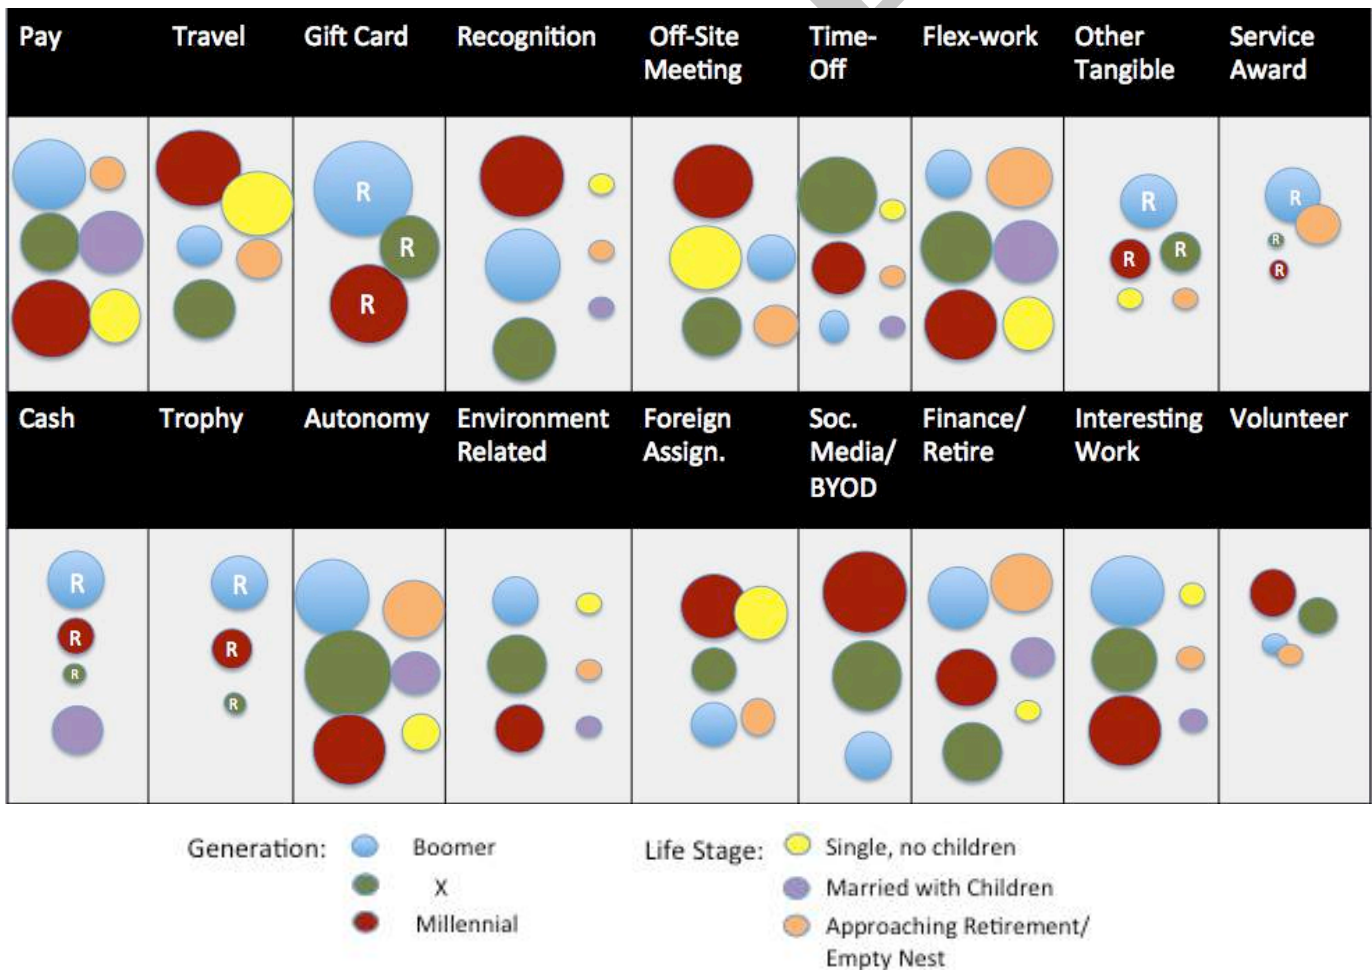 Pay
Travel
Gift Card
Recognition
Off-Site
Meeting
Time-
Off
Flex-work
Other
Tangible
Service
Award
R
R
R
R
R
R
R
R
R
Cash
Trophy
Autonomy
Environment
Related
Foreign
Assign.
Soc.
Media/
BYOD
Finance/
Retire
Interesting
Work
Volunteer
R
R
R
R
R
R
Generation:
Boomer
X
Millennial
Life Stage:
Single, no children
Married with Children
Approaching Retirement/
Empty Nest